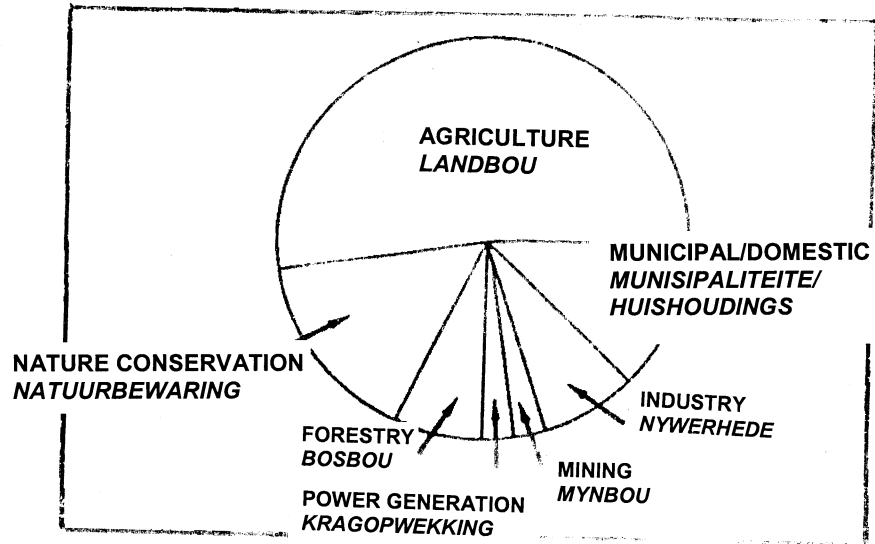 AGRICULTURE
LANDBOU
MUNICIPAL/DOMESTIC
MUNISIPALITEITE/
HUISHOUDINGS
NATURE CONSERVATION
NATUURBEWARING
INDUSTRY
NYWERHEDE
FORESTRY
BOSBOU
MINING
MYNBOU
POWER GENERATION
KRAGOPWEKKING